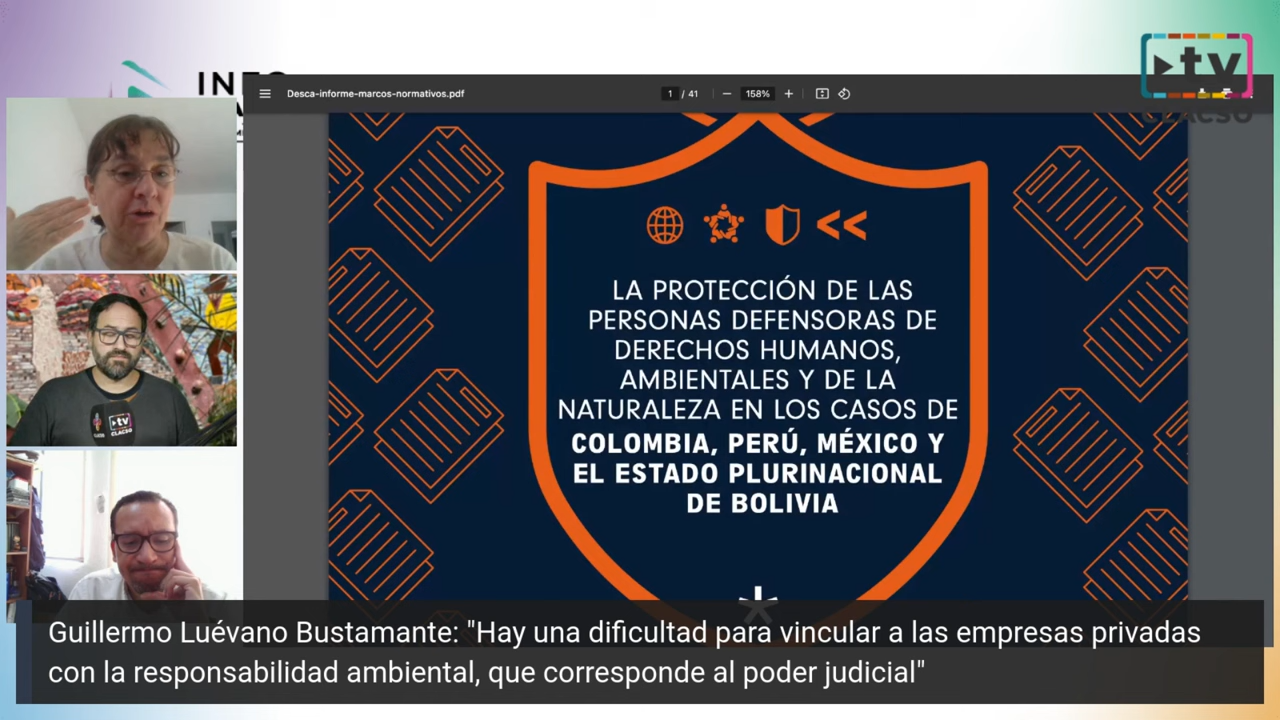 Desca-informe-marcos-normativos.pdf
1 / 41
158%
tv
CLACSO
LA PROTECCIÓN DE LAS
PERSONAS DEFENSORAS DE
DERECHOS HUMANOS,
AMBIENTALES Y DE LA
NATURALEZA EN LOS CASOS DE
COLOMBIA, PERÚ, MÉXICO Y
EL ESTADO PLURINACIONAL
DE BOLIVIA
tv
CLACSO
Guillermo Luévano Bustamante: "Hay una dificultad para vincular a las empresas privadas
con la responsabilidad ambiental, que corresponde al poder judicial"